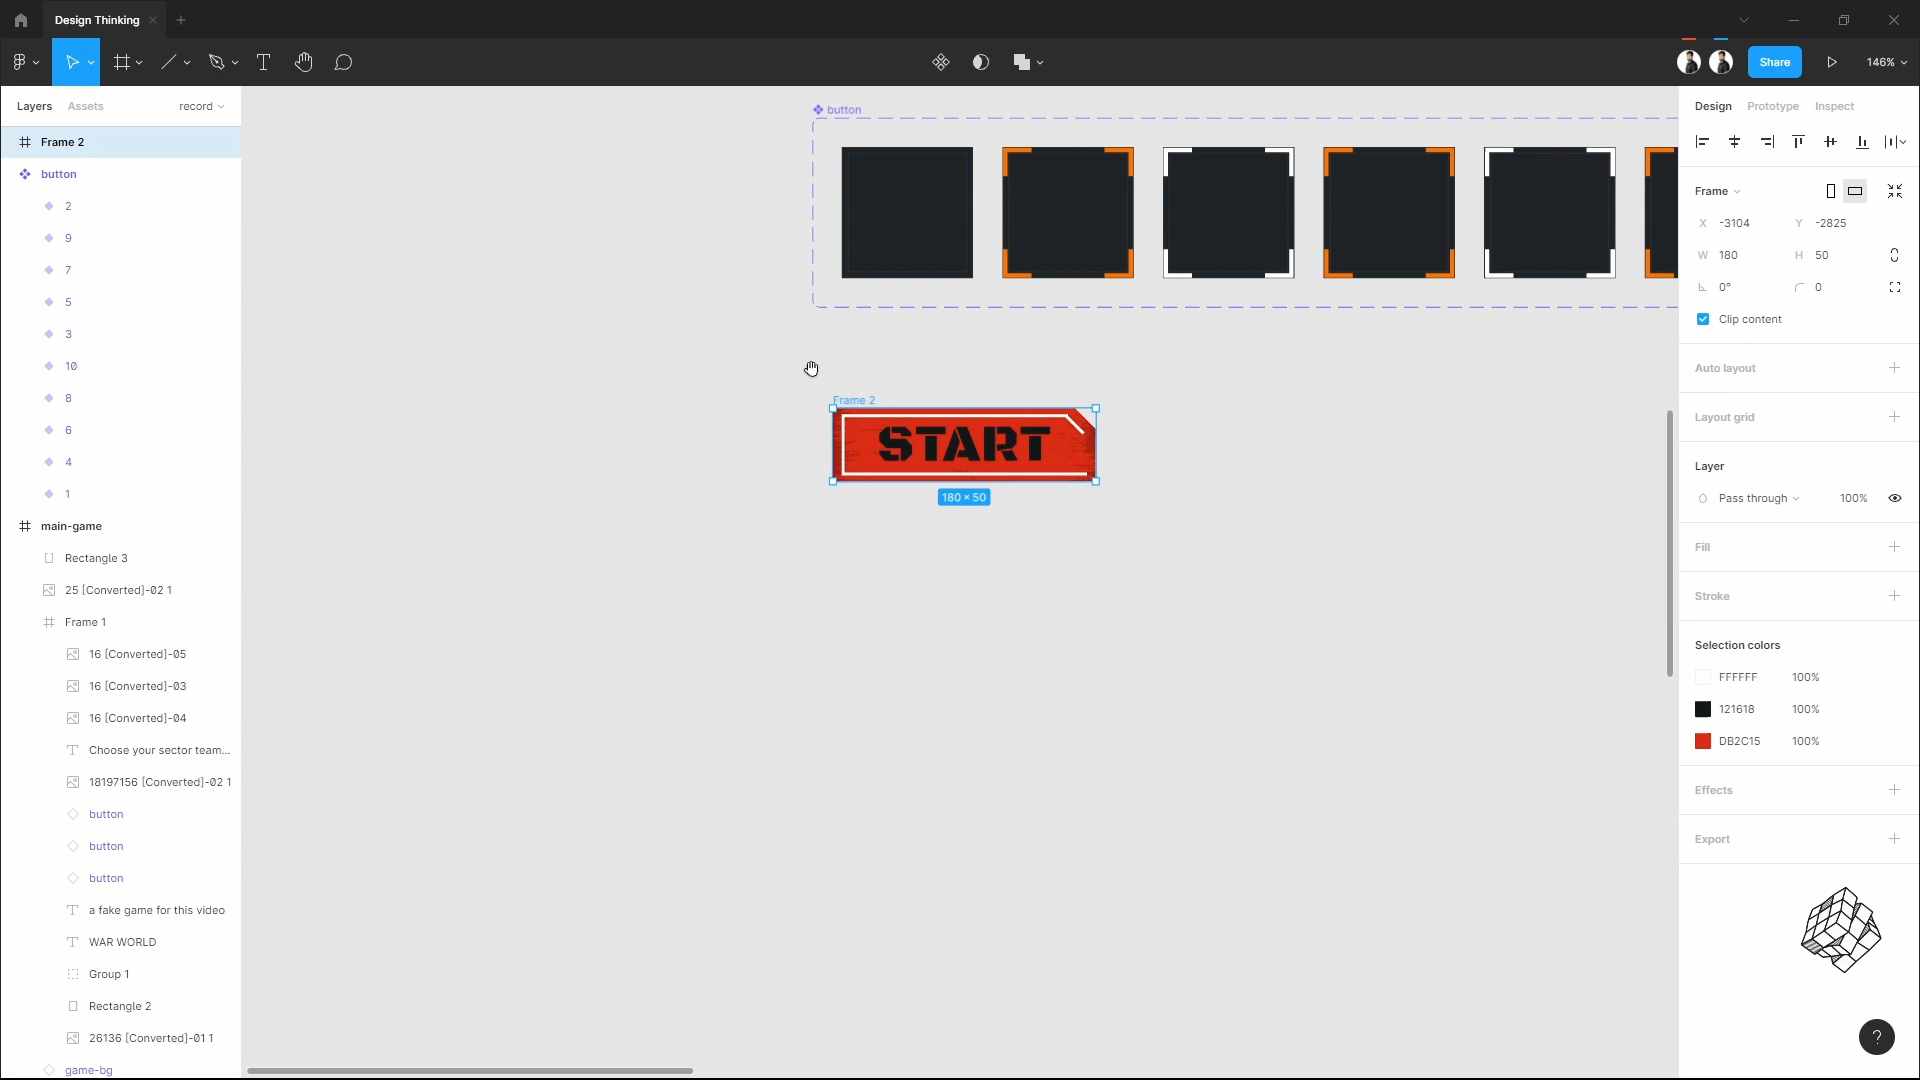 Design Thinking
Share
146%
Layers
Assets
record
Frame 2
button
2
9
7
5
3
10
8
6
4
1
main-game
Rectangle 3
25 [Converted]-02 1
Frame 1
16 [Converted]-05
16 [Converted]-03
16 [Converted]-04
Choose your sector team...
18197156 [Converted]-02 1
button
button
button
a fake game for this video
WAR WORLD
Group 1
Rectangle 2
26136 [Converted]-01 1
game-bg
button
Frame 2
START
180 × 50
Design
Prototype
Inspect
Frame
X -3104
Y -2825
W 180
H 50
0°
0
Clip content
Auto layout
Layout grid
Layer
Pass through
100%
Fill
Stroke
Selection colors
FFFFFF 100%
121618 100%
DB2C15 100%
Effects
Export
?